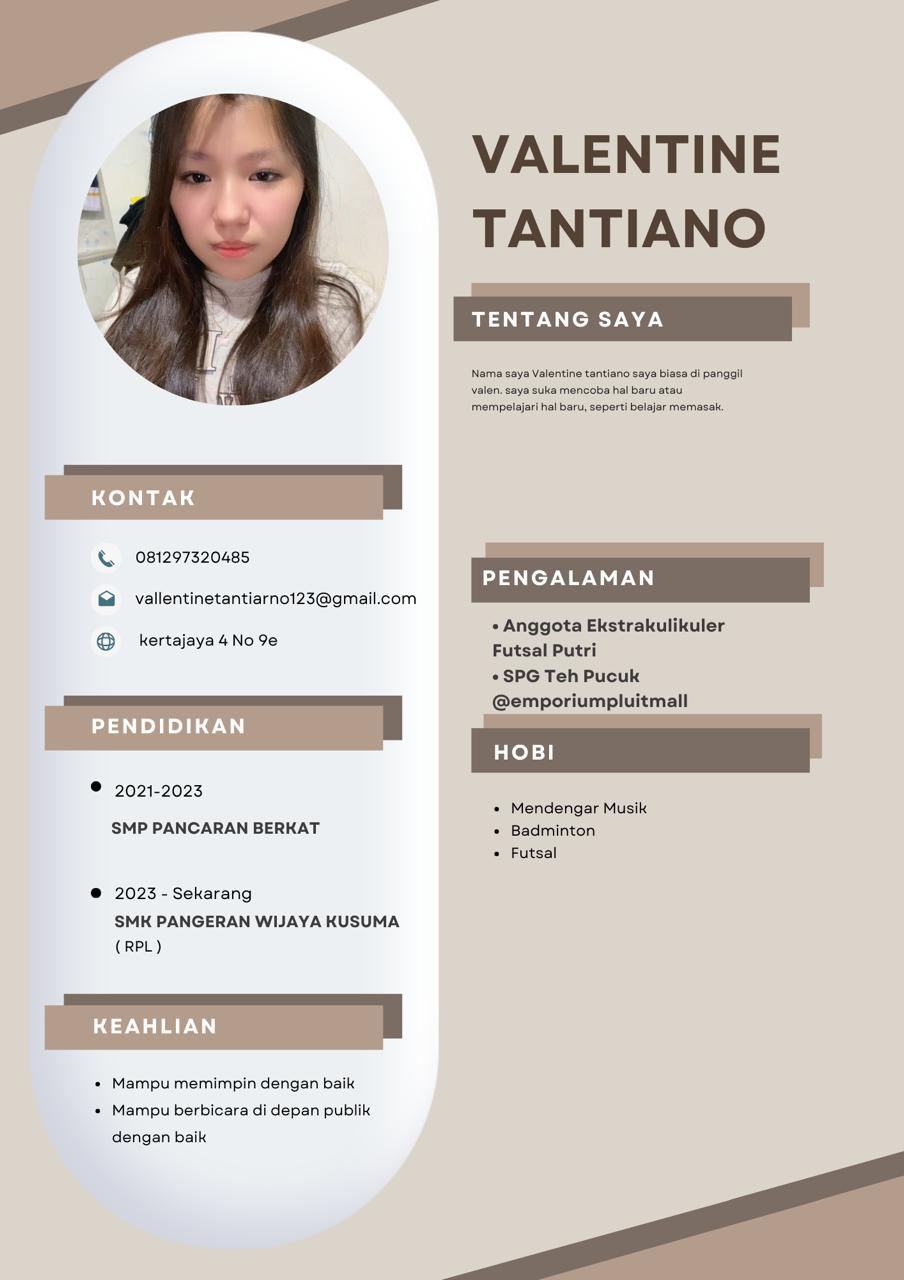 VALENTINE
TANTIANO
TENTANG SAYA
Nama saya Valentine tantiano saya biasa di panggil
valen. saya suka mencoba hal baru atau
mempelajari hal baru, seperti belajar memasak.
KONTAK
081297320485
vallentinetantiarno123@gmail.com
kertajaya 4 No 9e
PENDIDIKAN
2021-2023
SMP PANCARAN BERKAT
2023 - Sekarang
SMK PANGERAN WIJAYA KUSUMA
( RPL )
KEAHLIAN
• Mampu memimpin dengan baik
• Mampu berbicara di depan publik
dengan baik
PENGALAMAN
• Anggota Ekstrakulikuler
Futsal Putri
• SPG Teh Pucuk
@emporiumpluitmall
HOBI
• Mendengar Musik
• Badminton
• Futsal